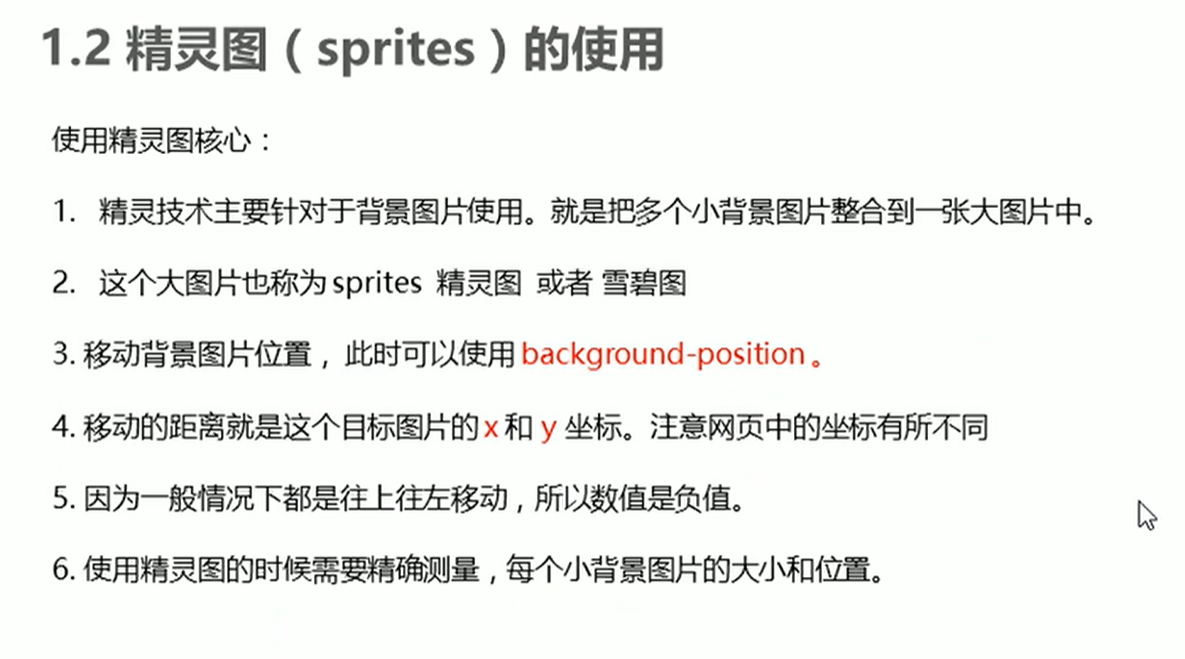 1.2 精灵图（sprites）的使用
使用精灵图核心：
1. 精灵技术主要针对于背景图片使用。就是把多个小背景图片整合到一张大图片中。
2. 这个大图片也称为 sprites 精灵图 或者 雪碧图
3. 移动背景图片位置， 此时可以使用 background-position 。
4. 移动的距离就是这个目标图片的 x 和 y 坐标。注意网页中的坐标有所不同
5. 因为一般情况下都是往上往左移动，所以数值是负值。
6. 使用精灵图的时候需要精确测量，每个小背景图片的大小和位置。